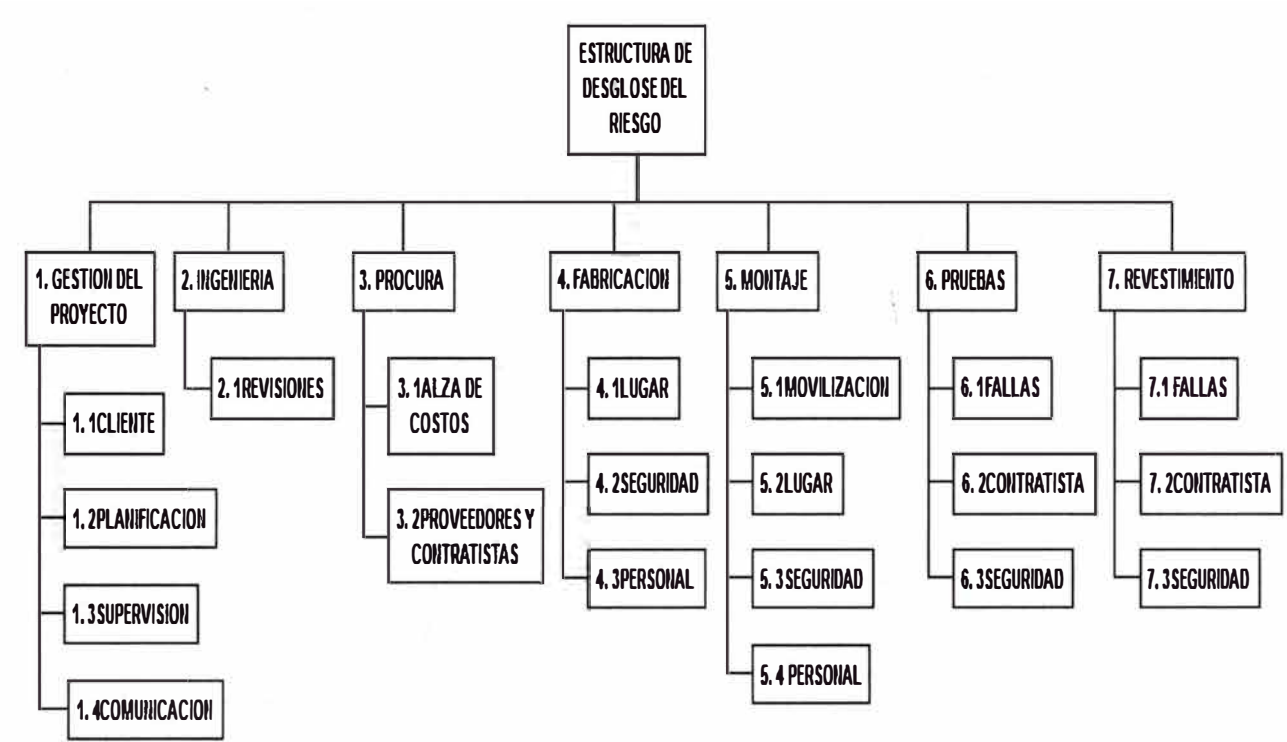 ESTRUCTURA DE
DESGLOSE DEL
RIESGO
1. GESTION DEL
PROYECTO
1. 1CLIENTE
1. 2PLANIFICACION
1. 3SUPERVISION
1. 4COMUNICACION
2. INGENIERIA
2. 1REVISIONES
3. PROCURA
3. 1ALZA DE
COSTOS
3. 2PROVEEDORES Y
CONTRATISTAS
4. FABRICACION
4. 1LUGAR
4. 2SEGURIDAD
4. 3PERSONAL
5. MONTAJE
5. 1MOVILIZACION
5. 2LUGAR
5. 3SEGURIDAD
5. 4 PERSONAL
6. PRUEBAS
6. 1FALLAS
6. 2CONTRATISTA
6. 3SEGURIDAD
7. REVESTIMIENTO
7.1 FALLAS
7. 2CONTRATISTA
7. 3SEGURIDAD